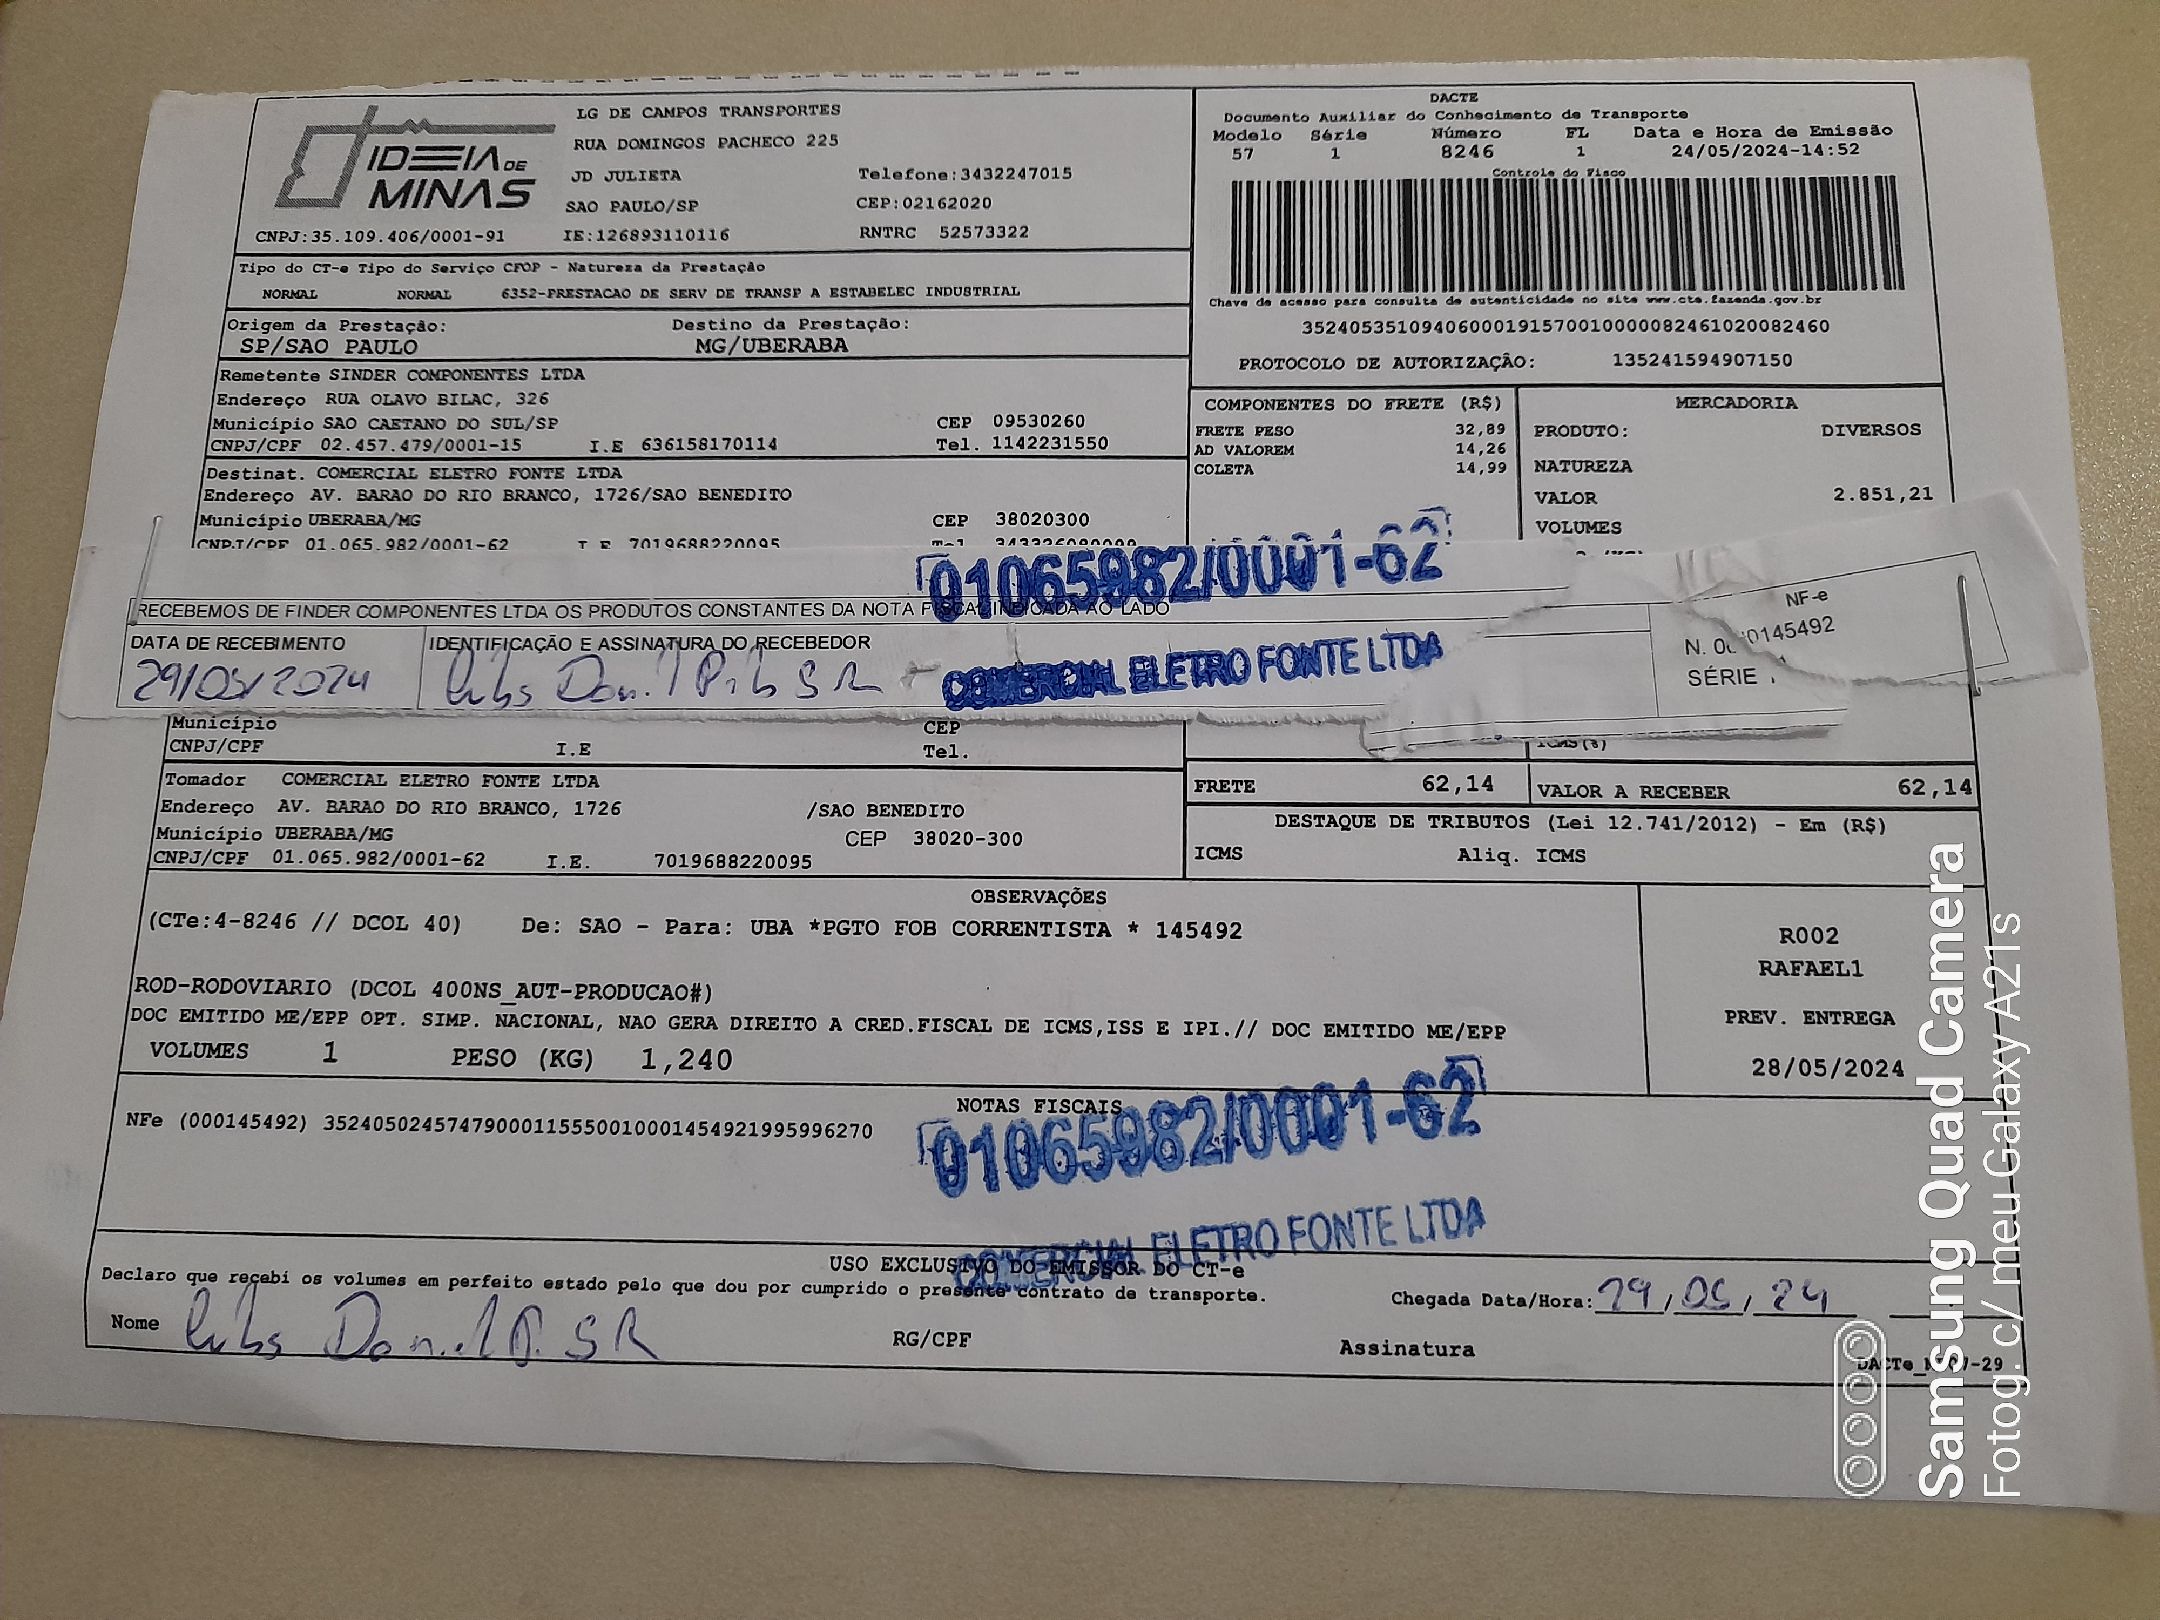 IDEIA DE
MINAS
CNPJ:35.109.406/0001-91
LG DE CAMPOS TRANSPORTES
RUA DOMINGOS PACHECO 225
JD JULIETA
Telefone:3432247015
SAO PAULO/SP
CEP:02162020
IE:126893110116
RNTRC 52573322
DACTE
Documento Auxiliar do Conhecimento de Transporte
Modelo Série Número FL Data e Hora de Emissão
57 1 8246 1 24/05/2024-14:52
Controle do Fisco
Chave de acesso para consulta de autenticidade no site www.cte.fazenda.gov.br
35240535109406000191570010000082461020082460
PROTOCOLO DE AUTORIZAÇÃO: 135241594907150
Tipo do CT-e Tipo do Serviço CFOP - Natureza da Prestação
NORMAL NORMAL 6352-PRESTACAO DE SERV DE TRANSP A ESTABELEC INDUSTRIAL
Origem da Prestação: Destino da Prestação:
SP/SAO PAULO MG/UBERABA
Remetente SINDER COMPONENTES LTDA
Endereço RUA OLAVO BILAC, 326
Município SAO CAETANO DO SUL/SP CEP 09530260
CNPJ/CPF 02.457.479/0001-15 I.E 636158170114 Tel. 1142231550
Destinat. COMERCIAL ELETRO FONTE LTDA
Endereço AV. BARAO DO RIO BRANCO, 1726/SAO BENEDITO
Município UBERABA/MG CEP 38020300
CNPJ/CPF 01.065.982/0001-62 I.E 7019688220095 Tel.
COMPONENTES DO FRETE (R$)
FRETE PESO 32,89
AD VALOREM 14,26
COLETA 14,99
MERCADORIA
PRODUTO: DIVERSOS
NATUREZA
VALOR 2.851,21
VOLUMES
01065982/0001-62
RECEBEMOS DE FINDER COMPONENTES LTDA OS PRODUTOS CONSTANTES DA NOTA FISCAL INDICADA AO LADO
DATA DE RECEBIMENTO IDENTIFICAÇÃO E ASSINATURA DO RECEBEDOR
29/05/2024
COMERCIAL ELETRO FONTE LTDA
NF-e
0145492
SÉRIE
Município CEP
CNPJ/CPF I.E Tel.
ICMS(%)
Tomador COMERCIAL ELETRO FONTE LTDA
Endereço AV. BARAO DO RIO BRANCO, 1726 /SAO BENEDITO
Município UBERABA/MG CEP 38020-300
CNPJ/CPF 01.065.982/0001-62 I.E. 7019688220095
FRETE 62,14 VALOR A RECEBER 62,14
DESTAQUE DE TRIBUTOS (Lei 12.741/2012) - Em (R$)
ICMS Aliq. ICMS
OBSERVAÇÕES
(CTe:4-8246 // DCOL 40) De: SAO - Para: UBA *PGTO FOB CORRENTISTA * 145492
ROD-RODOVIARIO (DCOL 400NS_AUT-PRODUCAO#)
DOC EMITIDO ME/EPP OPT. SIMP. NACIONAL, NAO GERA DIREITO A CRED.FISCAL DE ICMS,ISS E IPI.// DOC EMITIDO ME/EPP
VOLUMES 1 PESO (KG) 1,240
R002
RAFAEL1
PREV. ENTREGA
28/05/2024
NOTAS FISCAIS
NFe (000145492) 35240502457479000115550010001454921995996270
01065982/0001-62
COMERCIAL ELETRO FONTE LTDA
USO EXCLUSIVO DO EMISSOR DO CT-e
Declaro que recebi os volumes em perfeito estado pelo que dou por cumprido o presente contrato de transporte.
Chegada Data/Hora: 29/05/24
Nome
RG/CPF
Assinatura
Samsung Quad Camera
Fotog. c/ meu Galaxy A21s